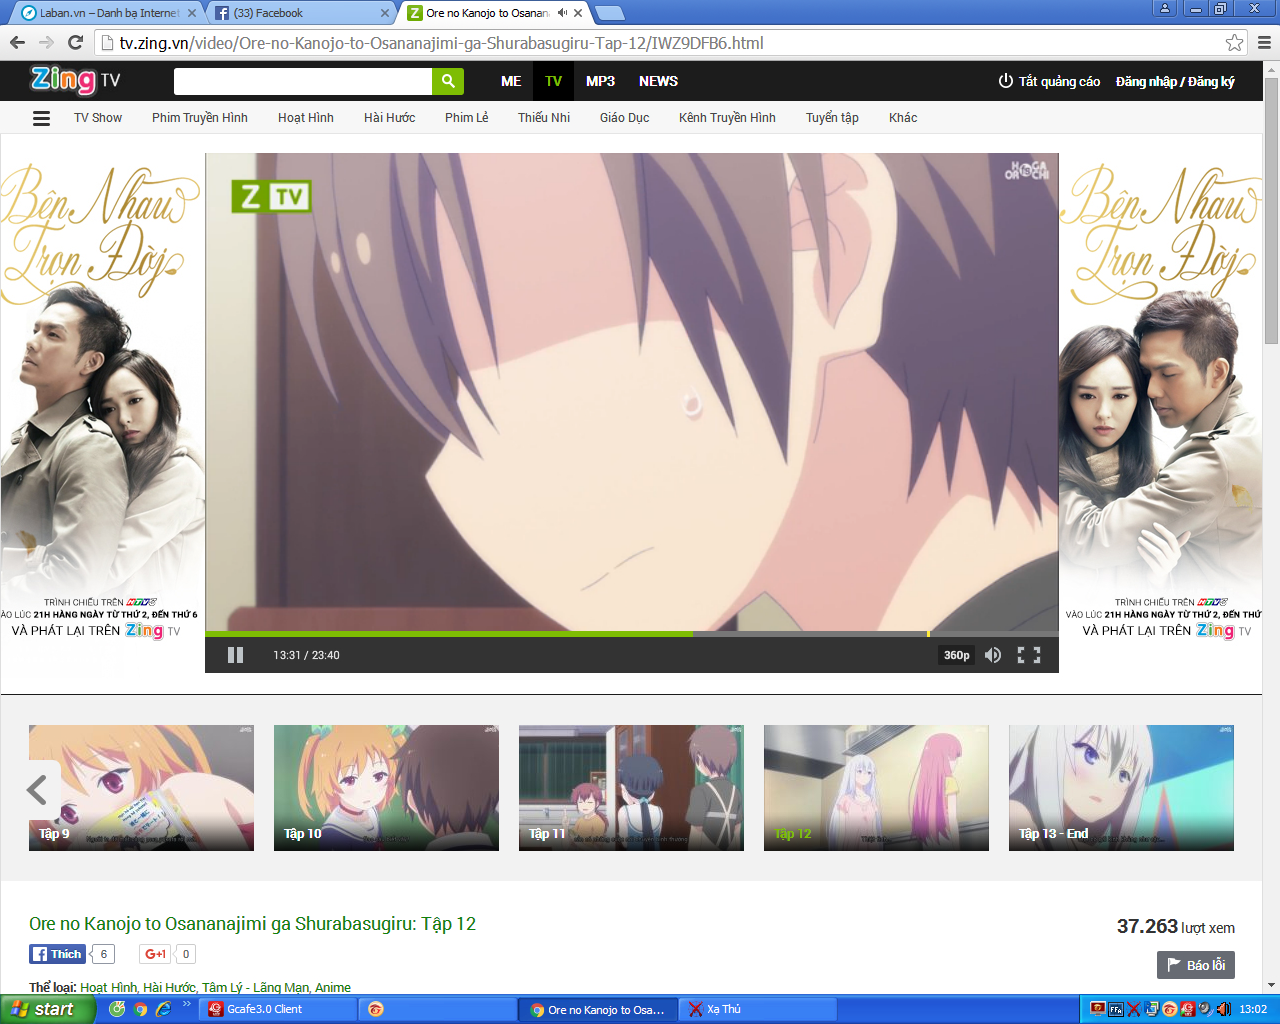 Laban.vn – Danh bạ Internet
(33) Facebook
Ore no Kanojo to Osanan
tv.zing.vn/video/Ore-no-Kanojo-to-Osananajimi-ga-Shurabasugiru-Tap-12/IWZ9DFB6.html
Zing TV
ME TV MP3 NEWS
Tắt quảng cáo
Đăng nhập / Đăng ký
TV Show Phim Truyền Hình Hoạt Hình Hài Hước Phim Lẻ Thiếu Nhi Giáo Dục Kênh Truyền Hình Tuyển tập Khác
Bên Nhau
Trọn Đời
TRÌNH CHIẾU TRÊN HTV3
ÀO LÚC 21H HÀNG NGÀY TỪ THỨ 2, ĐẾN THỨ 6
VÀ PHÁT LẠI TRÊN Zing TV
Z TV
Bên Nhau
Trọn Đời
TRÌNH CHIẾU TRÊN HTV3
VÀO LÚC 21H HÀNG NGÀY TỪ THỨ 2, ĐẾN THỨ
VÀ PHÁT LẠI TRÊN Zing TV
13:31 / 23:40
360p
Tập 9
Tập 10
Tập 11
Tập 12
Tập 13 - End
Ore no Kanojo to Osananajimi ga Shurabasugiru: Tập 12
37.263 lượt xem
Thích 6
G+1 0
Báo lỗi
Thể loại: Hoạt Hình, Hài Hước, Tâm Lý - Lãng Mạn, Anime
start
Gcafe3.0 Client
Ore no Kanojo to Osa...
Xạ Thủ
13:02